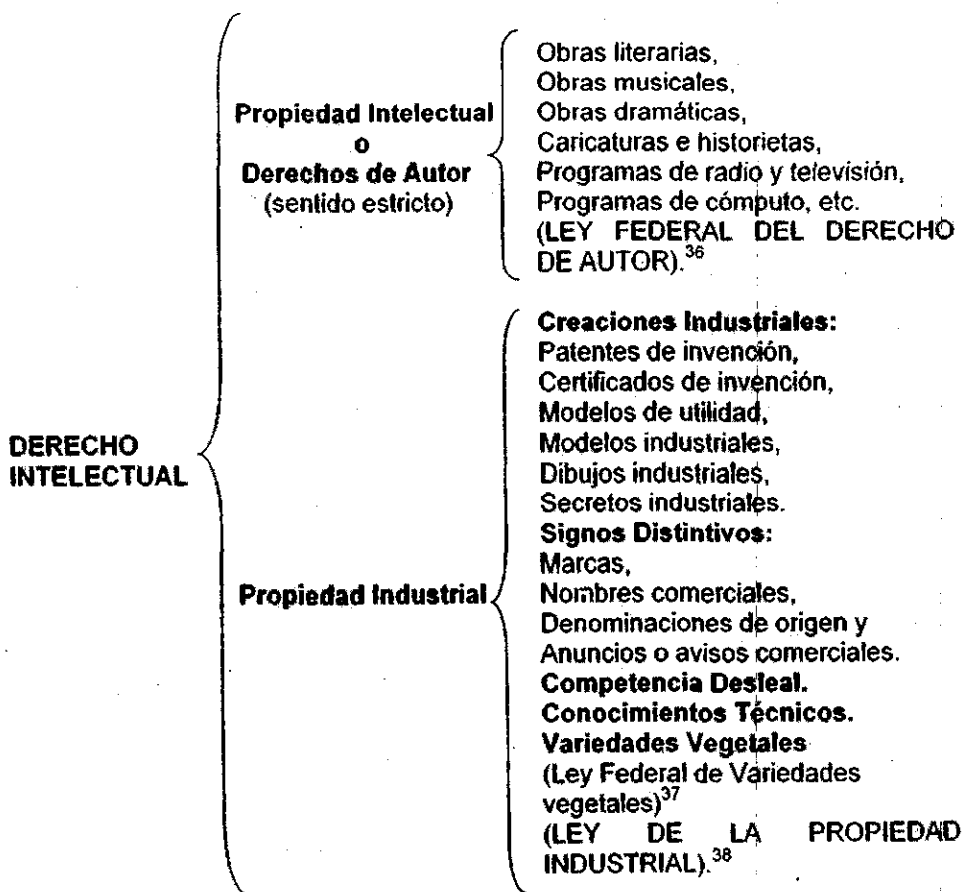 Obras literarias,
Obras musicales,
Obras dramáticas,
Caricaturas e historietas,
Programas de radio y televisión,
Programas de cómputo, etc.
(LEY FEDERAL DEL DERECHO
DE AUTOR).36
Propiedad Intelectual
o
Derechos de Autor
(sentido estricto)
DERECHO
INTELECTUAL
Propiedad Industrial
Creaciones Industriales:
Patentes de invención,
Certificados de invención,
Modelos de utilidad,
Modelos industriales,
Dibujos industriales,
Secretos industriales.
Signos Distintivos:
Marcas,
Nombres comerciales,
Denominaciones de origen y
Anuncios o avisos comerciales.
Competencia Desleal.
Conocimientos Técnicos.
Variedades Vegetales
(Ley Federal de Variedades
vegetales)37
(LEY DE LA PROPIEDAD
INDUSTRIAL).38